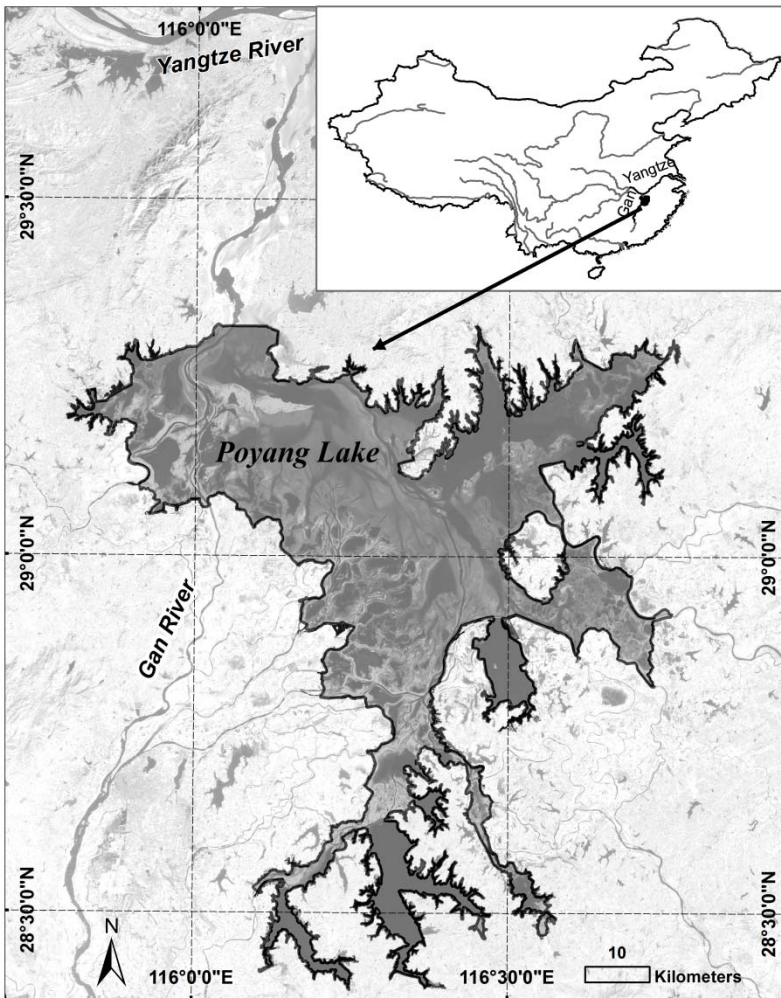 116°0'0"E
Yangtze River
Yangtze
Gan
29°30'0"N
Poyang Lake
29°0'0"N
29°0'0"N
Gan River
28°30'0"N
28°30'0"N
N
10
Kilometers
116°0'0"E
116°30'0"E